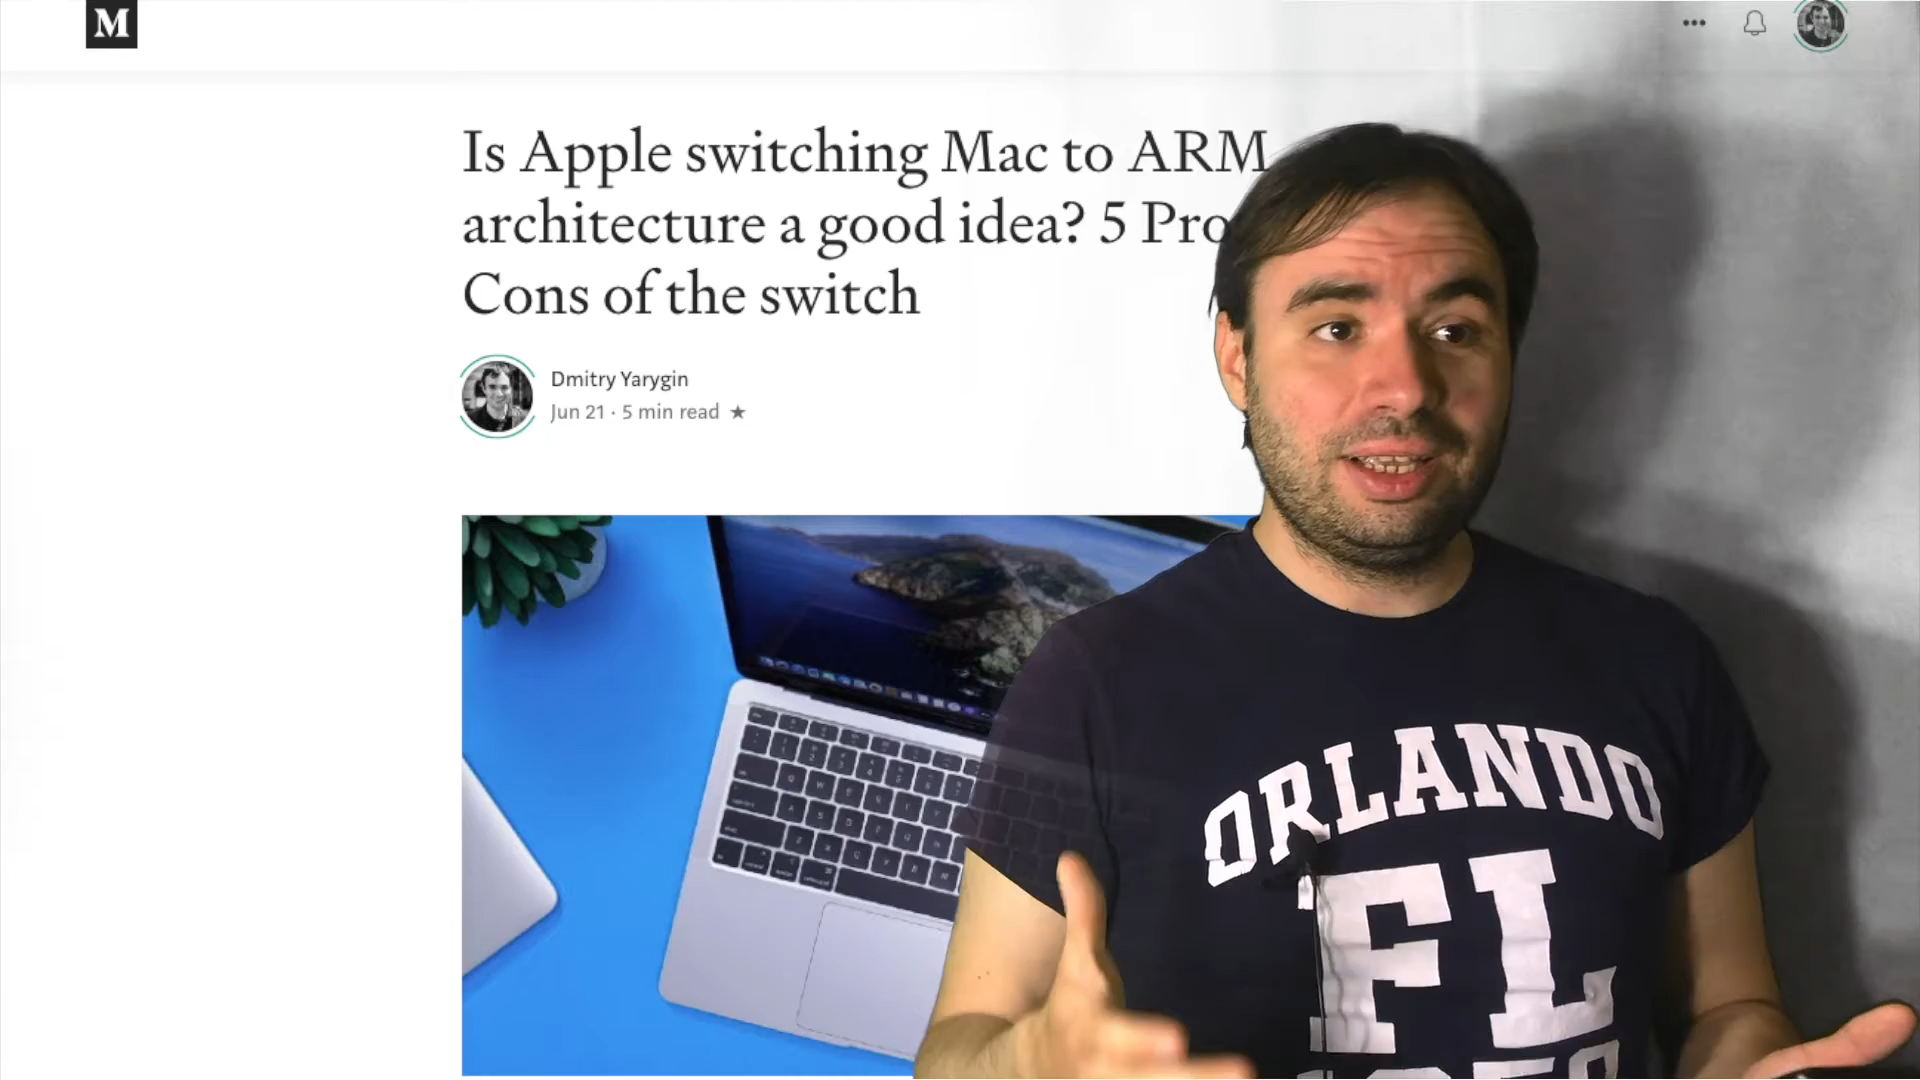 M
Is Apple switching Mac to ARM
architecture a good idea? 5 Pro
Cons of the switch
Dmitry Yarygin
Jun 21 · 5 min read ★
ORLANDO
FL